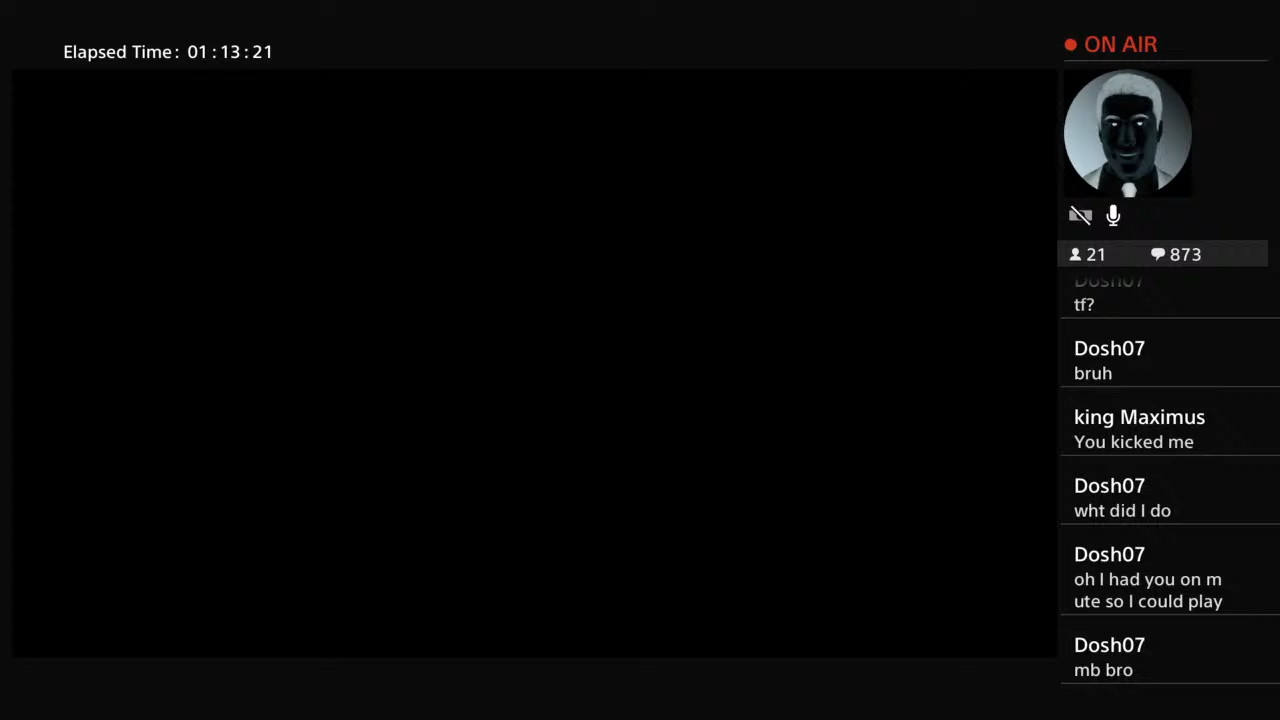 Elapsed Time: 01:13:21
ON AIR
21 873
Dosh07
tf?
Dosh07
bruh
king Maximus
You kicked me
Dosh07
wht did I do
Dosh07
oh I had you on m
ute so I could play
Dosh07
mb bro